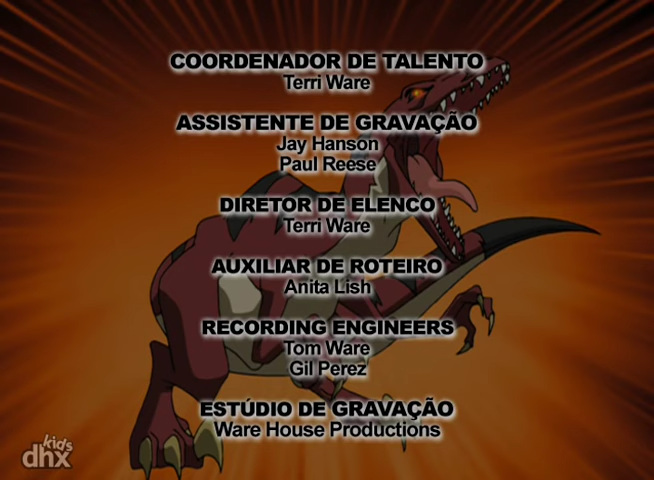 COORDENADOR DE TALENTO
Terri Ware
ASSISTENTE DE GRAVAÇÃO
Jay Hanson
Paul Reese
DIRETOR DE ELENCO
Terri Ware
AUXILIAR DE ROTEIRO
Anita Lish
RECORDING ENGINEERS
Tom Ware
Gil Perez
ESTÚDIO DE GRAVAÇÃO
Ware House Productions
kids
dhx